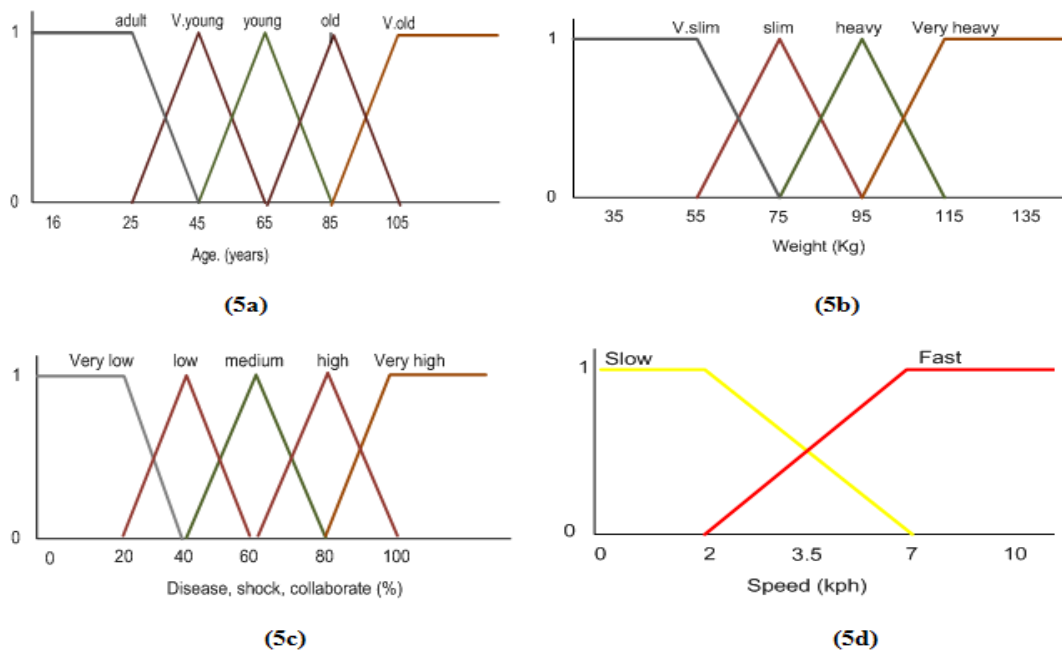 adult V.young young old V.old
1
0
16 25 45 65 85 105
Age. (years)
(5a)
V.slim slim heavy Very heavy
1
0
35 55 75 95 115 135
Weight (Kg)
(5b)
Very low low medium high Very high
1
0
0 20 40 60 80 100
Disease, shock, collaborate (%)
(5c)
Slow Fast
1
0
0 2 3.5 7 10
Speed (kph)
(5d)